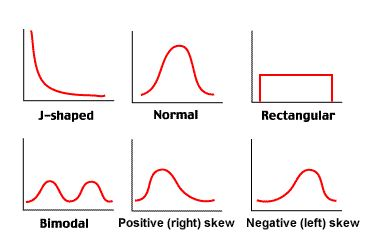 J-shaped
Normal
Rectangular
Bimodal
Positive (right) skew
Negative (left) skew